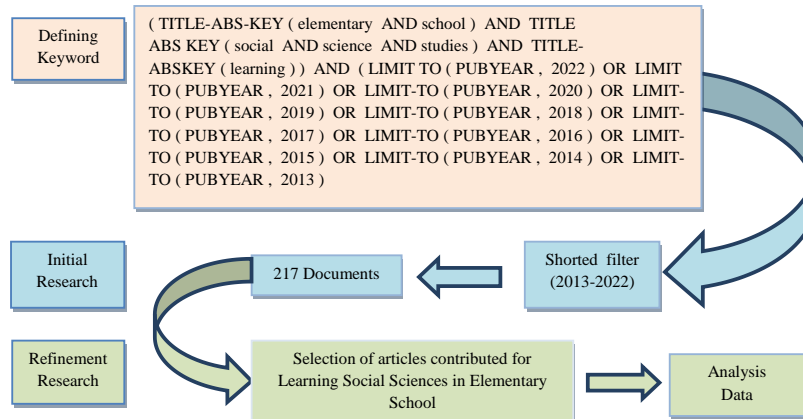 Defining
Keyword
( TITLE-ABS-KEY ( elementary AND school ) AND TITLE
ABS KEY ( social AND science AND studies ) AND TITLE-
ABSKEY ( learning ) ) AND ( LIMIT TO ( PUBYEAR , 2022 ) OR LIMIT
TO ( PUBYEAR , 2021 ) OR LIMIT-TO ( PUBYEAR , 2020 ) OR LIMIT-
TO ( PUBYEAR , 2019 ) OR LIMIT-TO ( PUBYEAR , 2018 ) OR LIMIT-
TO ( PUBYEAR , 2017 ) OR LIMIT-TO ( PUBYEAR , 2016 ) OR LIMIT-
TO ( PUBYEAR , 2015 ) OR LIMIT-TO ( PUBYEAR , 2014 ) OR LIMIT-
TO ( PUBYEAR , 2013 )
Initial
Research
217 Documents
Shorted filter
(2013-2022)
Refinement
Research
Selection of articles contributed for
Learning Social Sciences in Elementary
School
Analysis
Data